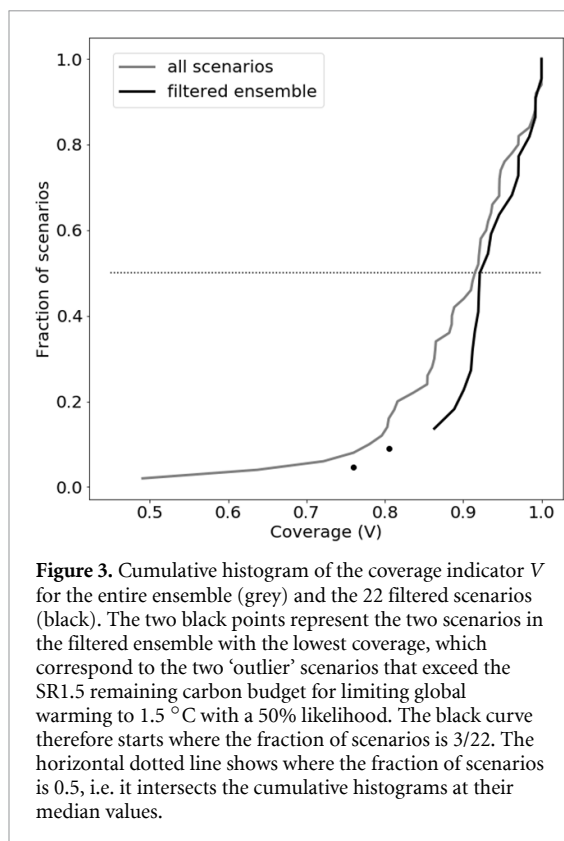 all scenarios
filtered ensemble
1.0
0.8
0.6
0.4
0.2
0.0
Fraction of scenarios
0.5
0.6
0.7
0.8
0.9
1.0
Coverage (V)
Figure 3. Cumulative histogram of the coverage indicator V
for the entire ensemble (grey) and the 22 filtered scenarios
(black). The two black points represent the two scenarios in
the filtered ensemble with the lowest coverage, which
correspond to the two ‘outlier’ scenarios that exceed the
SR1.5 remaining carbon budget for limiting global
warming to 1.5 °C with a 50% likelihood. The black curve
therefore starts where the fraction of scenarios is 3/22. The
horizontal dotted line shows where the fraction of scenarios
is 0.5, i.e. it intersects the cumulative histograms at their
median values.